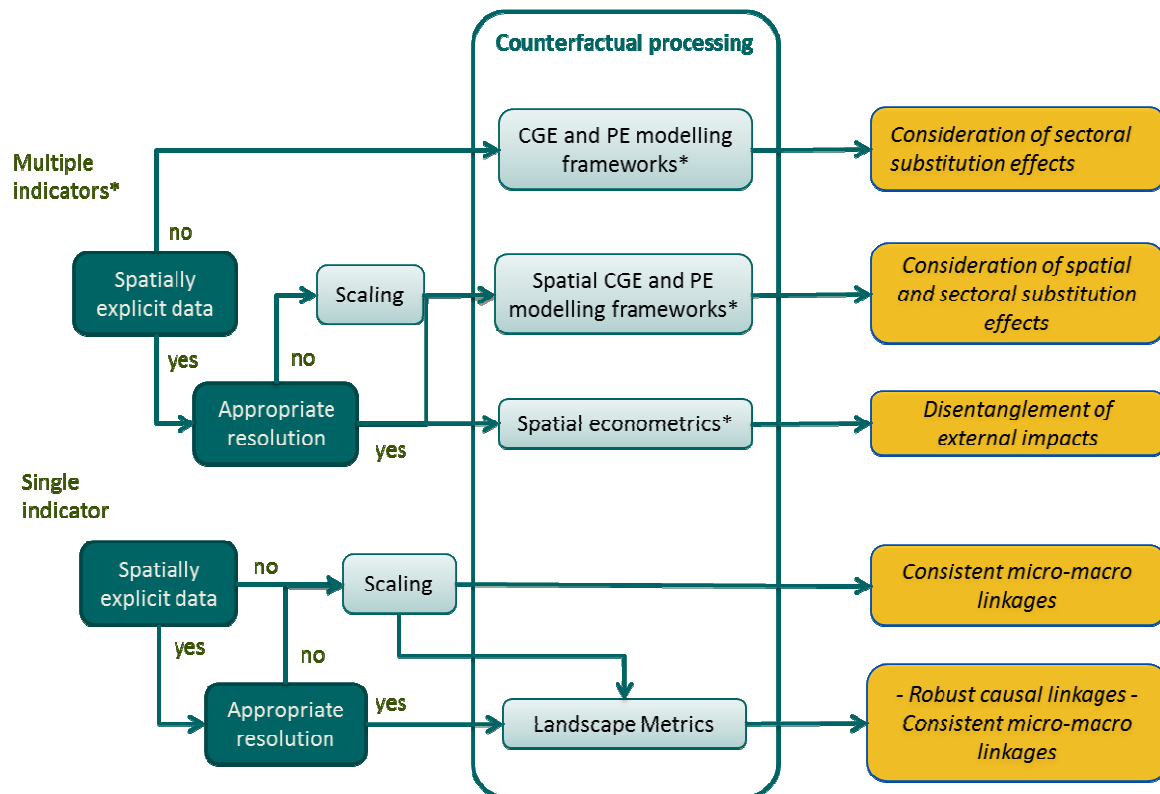 Counterfactual processing
Multiple
indicators*
CGE and PE modelling
frameworks*
Consideration of sectoral
substitution effects
no
Spatially
explicit data
Scaling
Spatial CGE and PE
modelling frameworks*
Consideration of spatial
and sectoral substitution
effects
yes
no
Appropriate
resolution
yes
Spatial econometrics*
Disentanglement of
external impacts
Single
indicator
Spatially
explicit data
no
Scaling
Consistent micro-macro
linkages
yes
no
Appropriate
resolution
yes
Landscape Metrics
- Robust causal linkages -
Consistent micro-macro
linkages